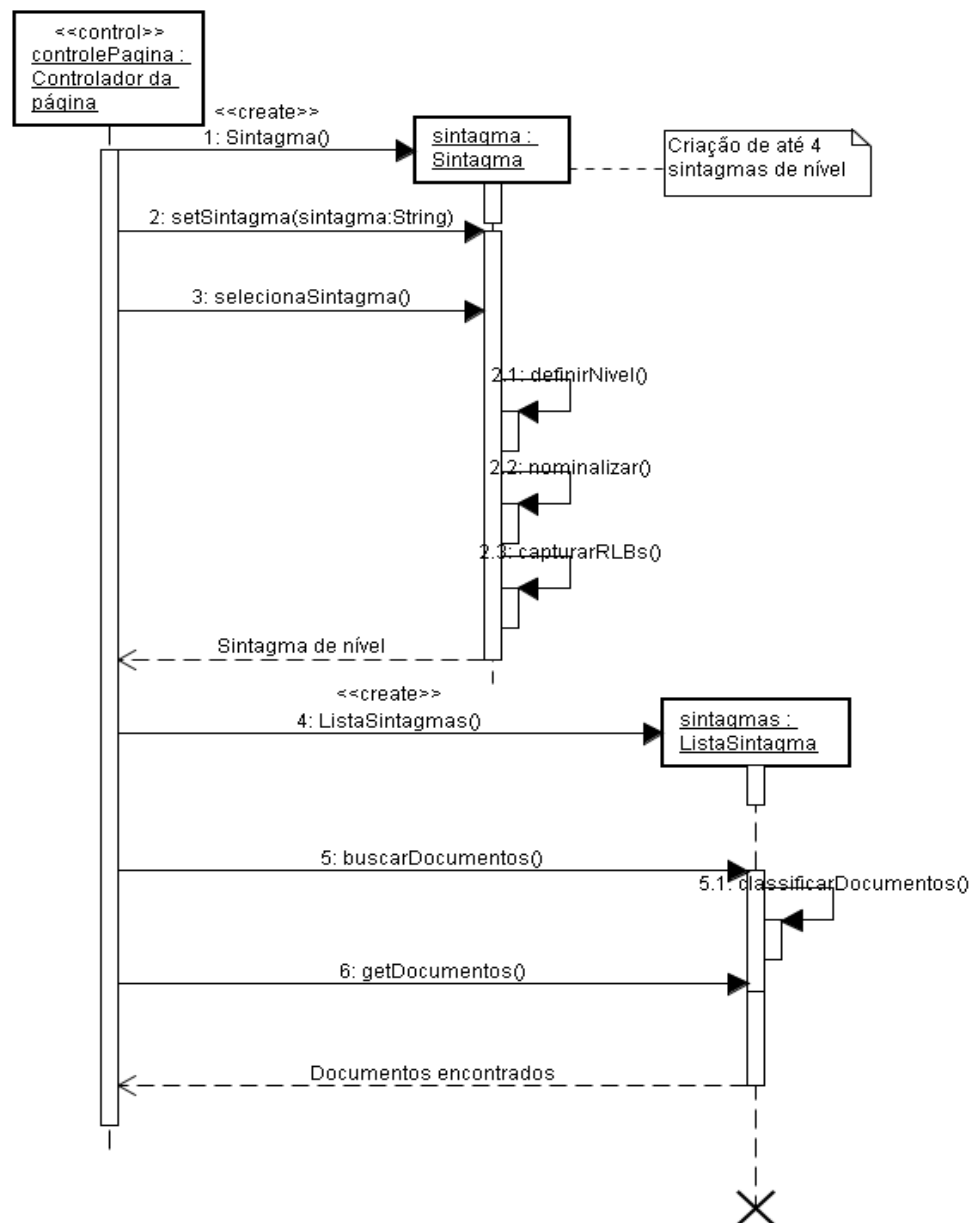 <<control>>
controlePagina :
Controlador da
página
<<create>>
1: Sintagma()
sintagma :
Sintagma
Criação de até 4
sintagmas de nível
2: setSintagma(sintagma:String)
3: selecionaSintagma()
2.1: definirNivel()
2.2: nominalizar()
2.3: capturarRLBs()
Sintagma de nível
<<create>>
4: ListaSintagmas()
sintagmas :
ListaSintagma
5: buscarDocumentos()
5.1: classificarDocumentos()
6: getDocumentos()
Documentos encontrados